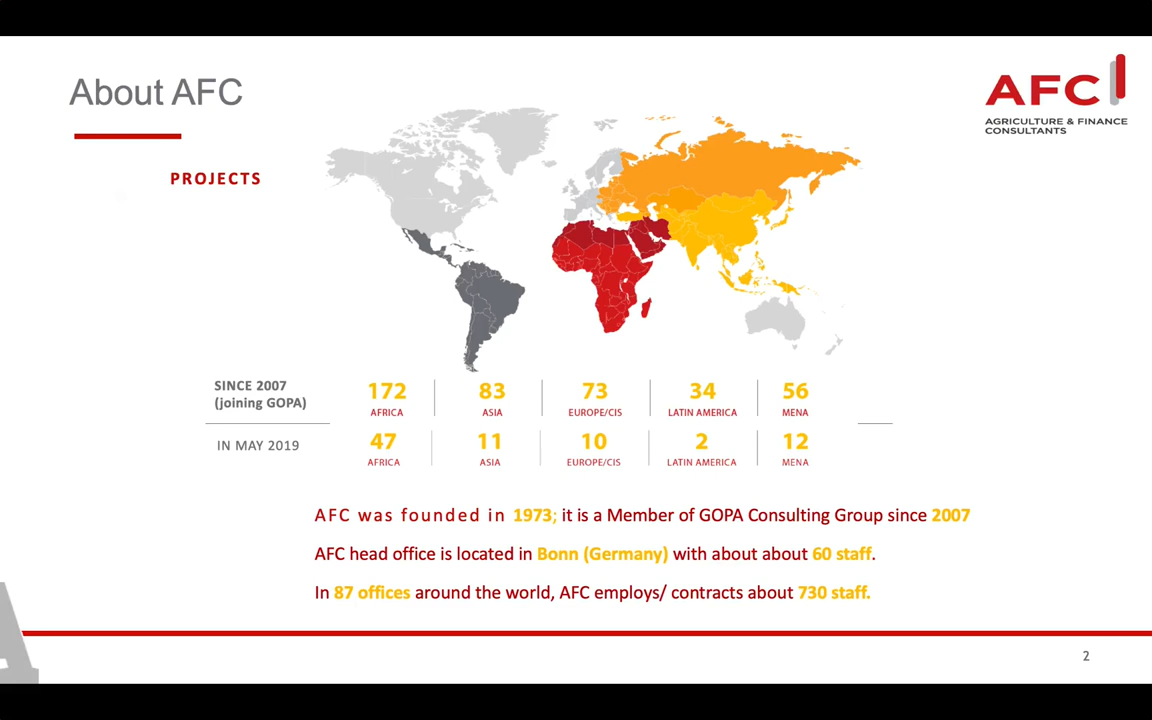 About AFC
AFC
AGRICULTURE & FINANCE
CONSULTANTS
PROJECTS
SINCE 2007
(joining GOPA)
172 83 73 34 56
AFRICA ASIA EUROPE/CIS LATIN AMERICA MENA
IN MAY 2019
47 11 10 2 12
AFRICA ASIA EUROPE/CIS LATIN AMERICA MENA
AFC was founded in 1973; it is a Member of GOPA Consulting Group since 2007
AFC head office is located in Bonn (Germany) with about about 60 staff.
In 87 offices around the world, AFC employs/ contracts about 730 staff.
2